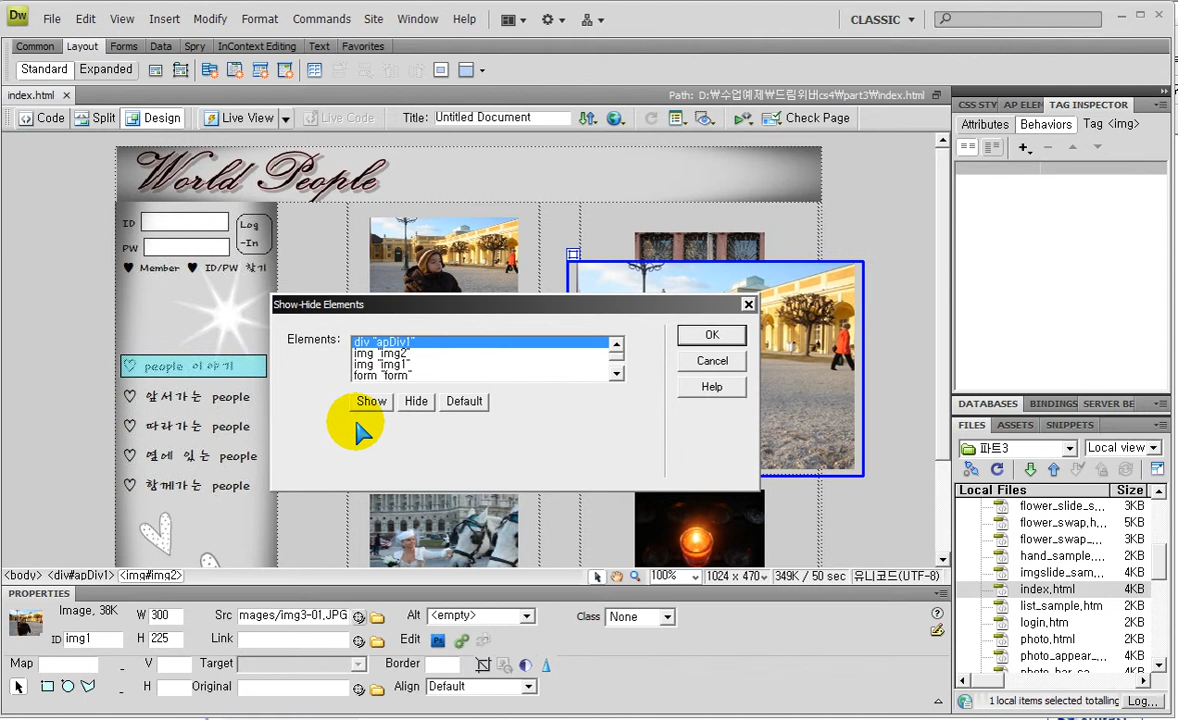 Dw File Edit View Insert Modify Format Commands Site Window Help CLASSIC
Common Layout Forms Data Spry InContext Editing Text Favorites
Standard Expanded
index.html × Path: D:₩수업예제₩드림위버cs4₩part3₩index.html
Code Split Design Live View Live Code Title: Untitled Document Check Page
World People
ID
Log
-In
PW
♥ Member ♥ ID/PW 찾기
♡ people 이야기
♡ 앞서가는 people
♡ 따라가는 people
♡ 옆에 있는 people
♡ 함께가는 people
Show-Hide Elements
Elements:
div "apDiv1"
img "img2"
img "img1"
form "form"
Show Hide Default
OK
Cancel
Help
CSS STY AP ELEM TAG INSPECTOR
Attributes Behaviors Tag <img>
DATABASES BINDINGS SERVER BE
FILES ASSETS SNIPPETS
파트3 Local view
Local Files Size
flower_slide_s... 3KB
flower_swap,h... 5KB
hand_sample,... 2KB
imgslide_sam... 2KB
index,html 4KB
list_sample,htm 2KB
login,htm 2KB
photo,html 2KB
photo_appear_... 4KB
1 local items selected totalling Log...
<body> <div#apDiv1> <img#img2> 100% 1024 x 470 349K / 50 sec 유니코드(UTF-8)
PROPERTIES
Image, 38K W 300 Src mages/img3-01.JPG Alt <empty> Class None
ID img1 H 225 Link Edit
Map V Target Border
H Original Align Default